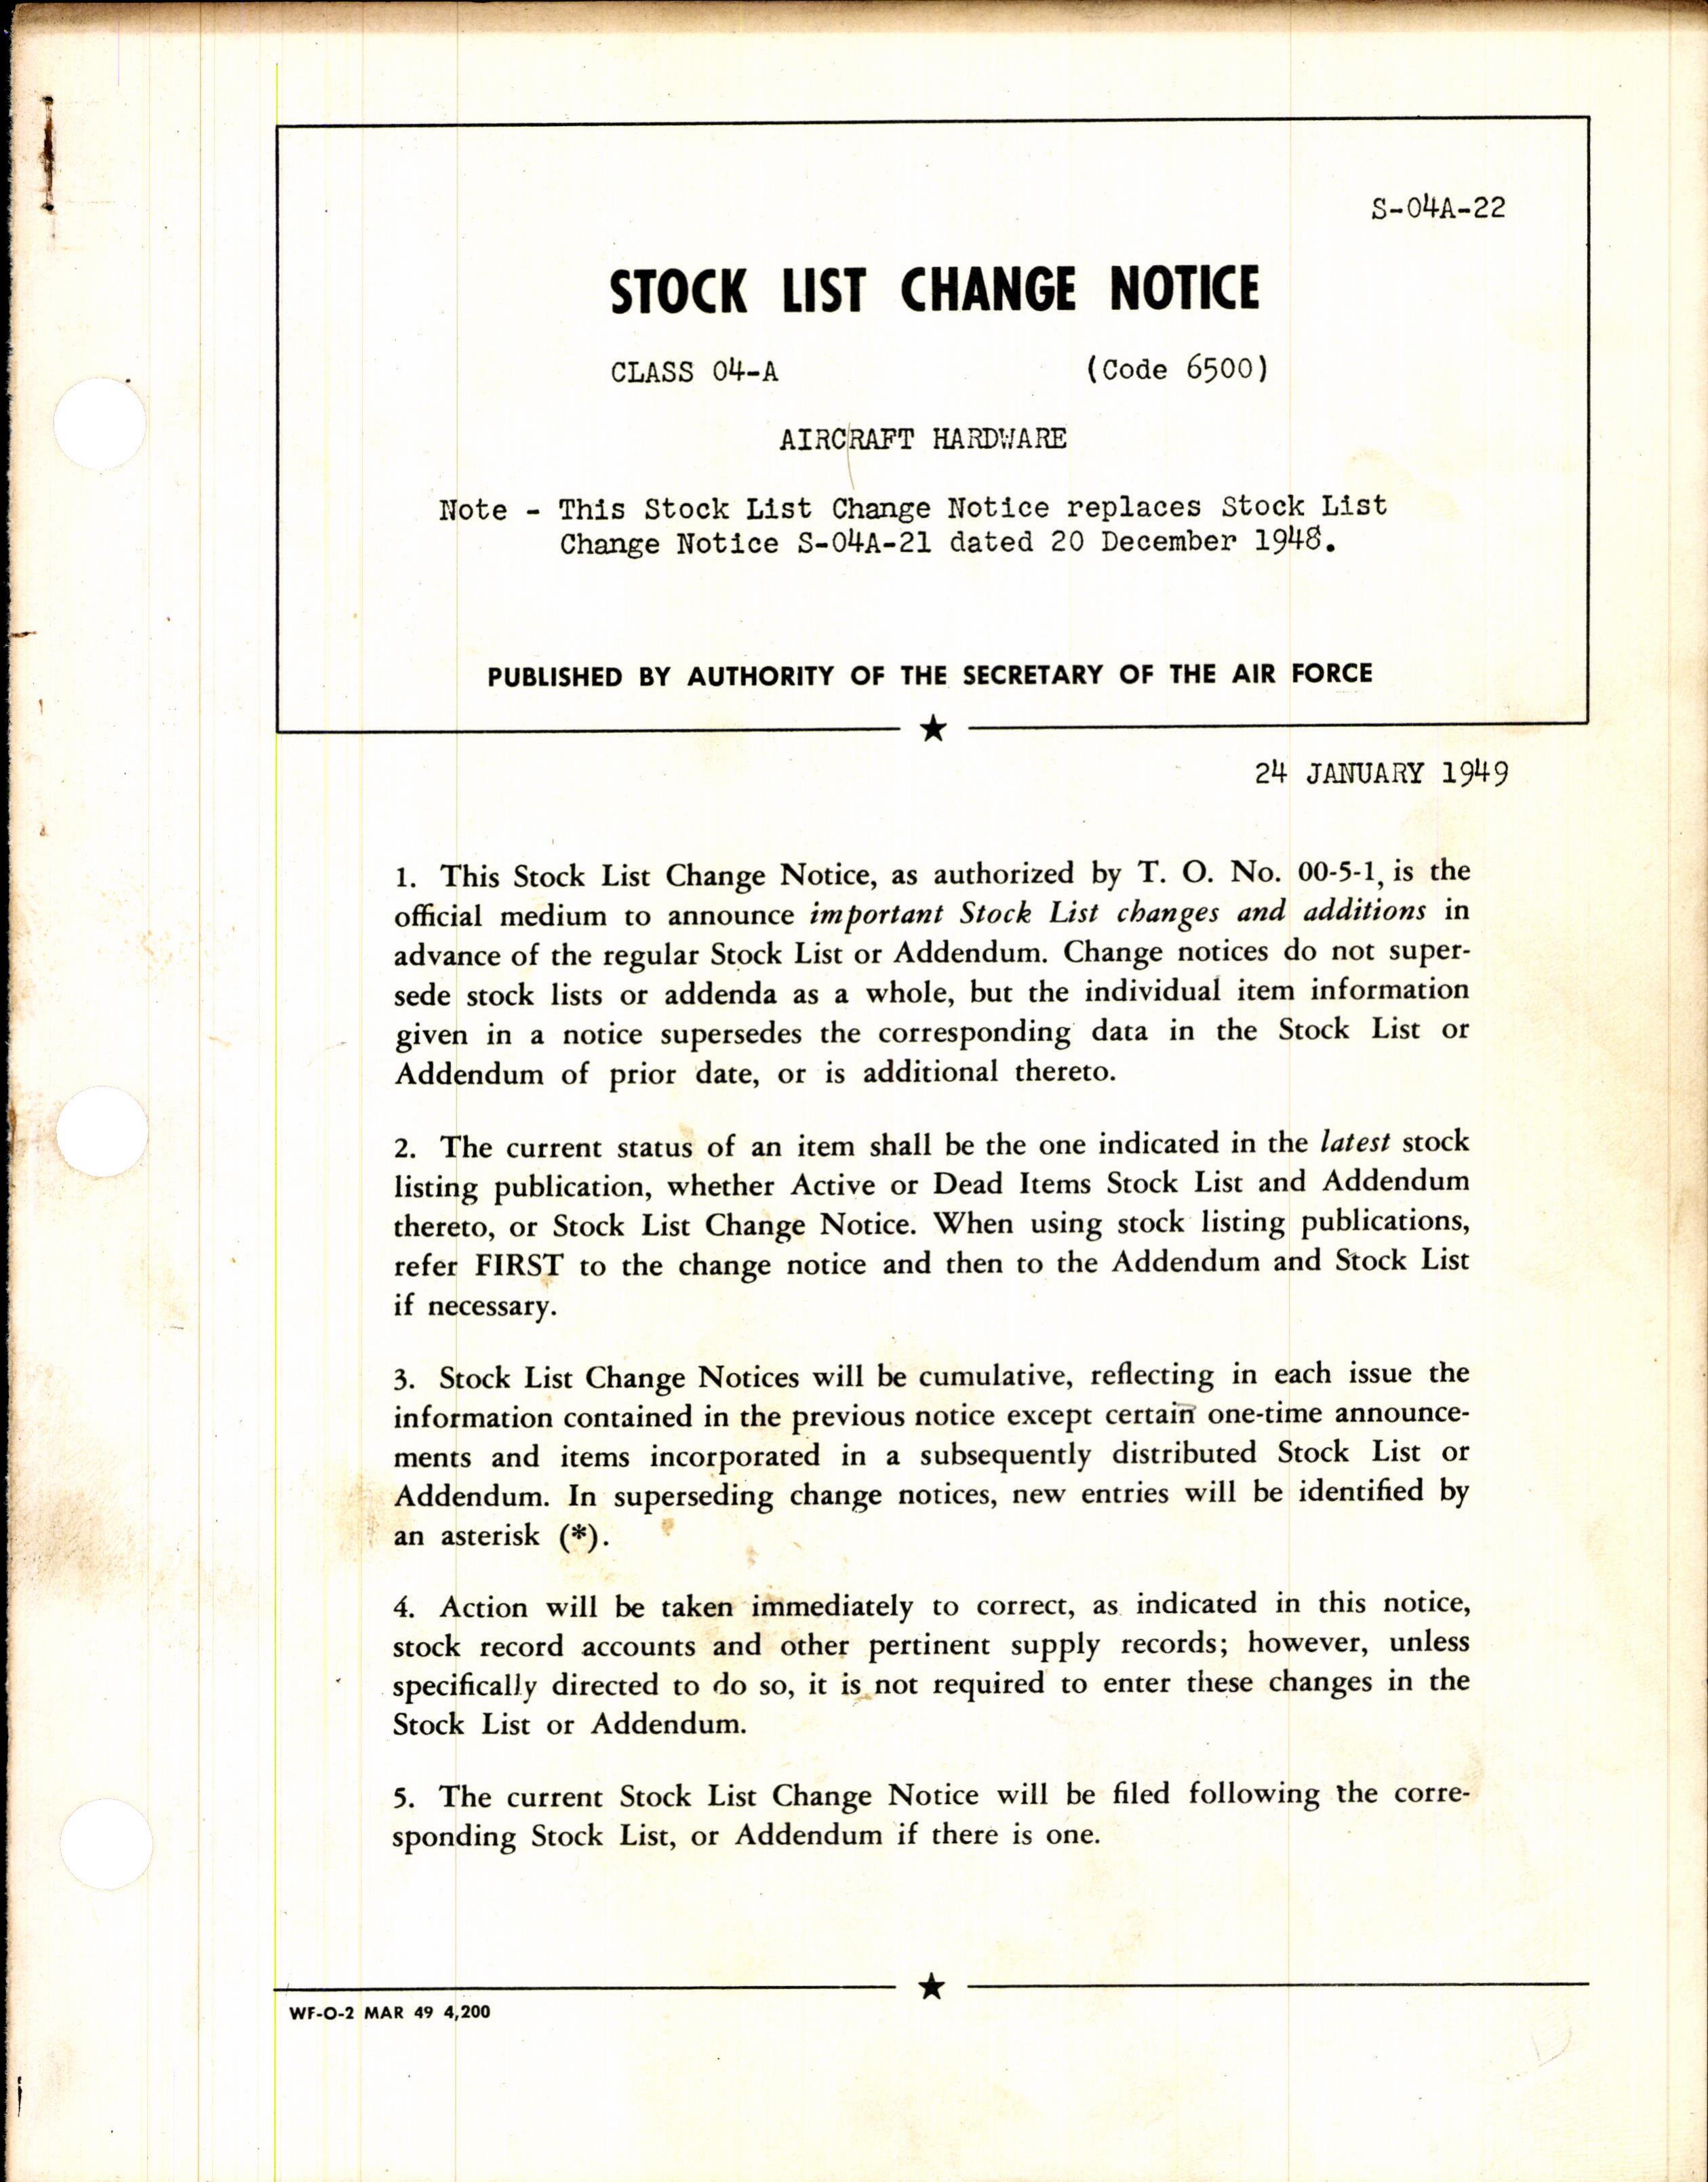 S-04A-22
STOCK LIST CHANGE NOTICE
CLASS 04-A (Code 6500)
AIRCRAFT HARDWARE
Note - This Stock List Change Notice replaces Stock List
Change Notice S-04A-21 dated 20 December 1948.
PUBLISHED BY AUTHORITY OF THE SECRETARY OF THE AIR FORCE
24 JANUARY 1949
1. This Stock List Change Notice, as authorized by T. O. No. 00-5-1, is the
official medium to announce important Stock List changes and additions in
advance of the regular Stock List or Addendum. Change notices do not super-
sede stock lists or addenda as a whole, but the individual item information
given in a notice supersedes the corresponding data in the Stock List or
Addendum of prior date, or is additional thereto.
2. The current status of an item shall be the one indicated in the latest stock
listing publication, whether Active or Dead Items Stock List and Addendum
thereto, or Stock List Change Notice. When using stock listing publications,
refer FIRST to the change notice and then to the Addendum and Stock List
if necessary.
3. Stock List Change Notices will be cumulative, reflecting in each issue the
information contained in the previous notice except certain one-time announce-
ments and items incorporated in a subsequently distributed Stock List or
Addendum. In superseding change notices, new entries will be identified by
an asterisk (*).
4. Action will be taken immediately to correct, as indicated in this notice,
stock record accounts and other pertinent supply records; however, unless
specifically directed to do so, it is not required to enter these changes in the
Stock List or Addendum.
5. The current Stock List Change Notice will be filed following the corre-
sponding Stock List, or Addendum if there is one.
WF-O-2 MAR 49 4,200